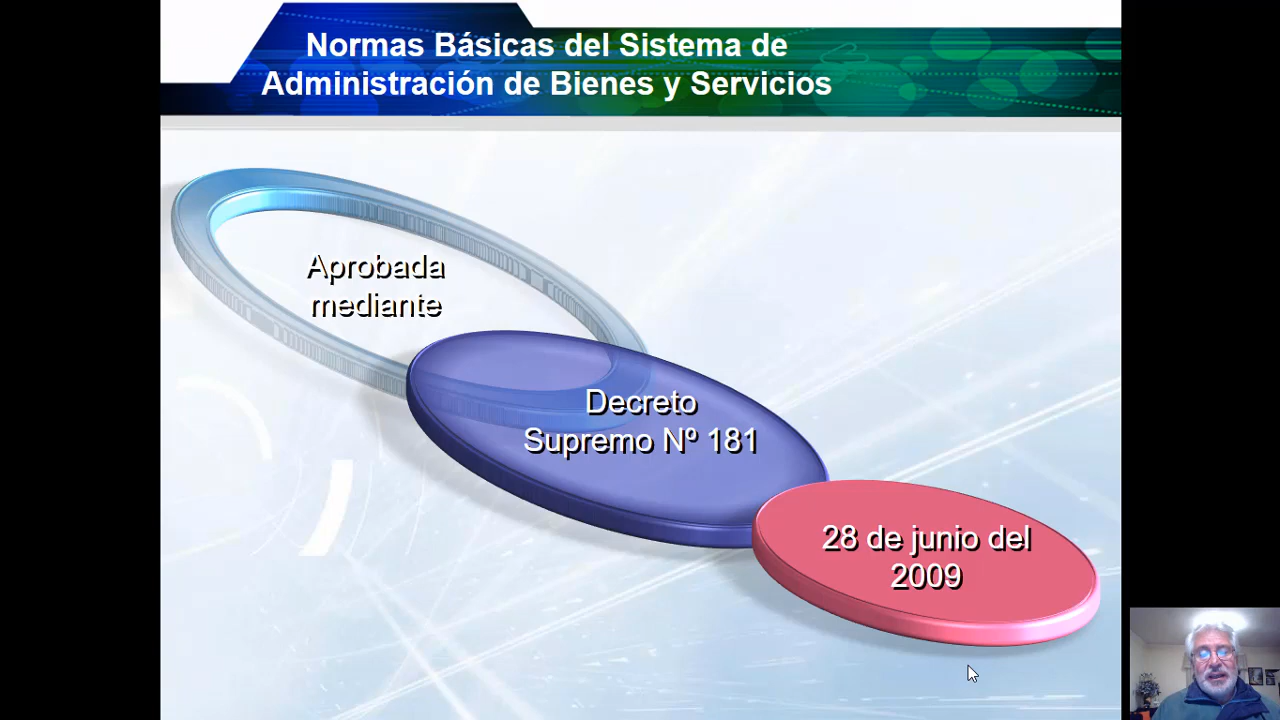 Normas Básicas del Sistema de
Administración de Bienes y Servicios
Aprobada
mediante
Decreto
Supremo Nº 181
28 de junio del
2009